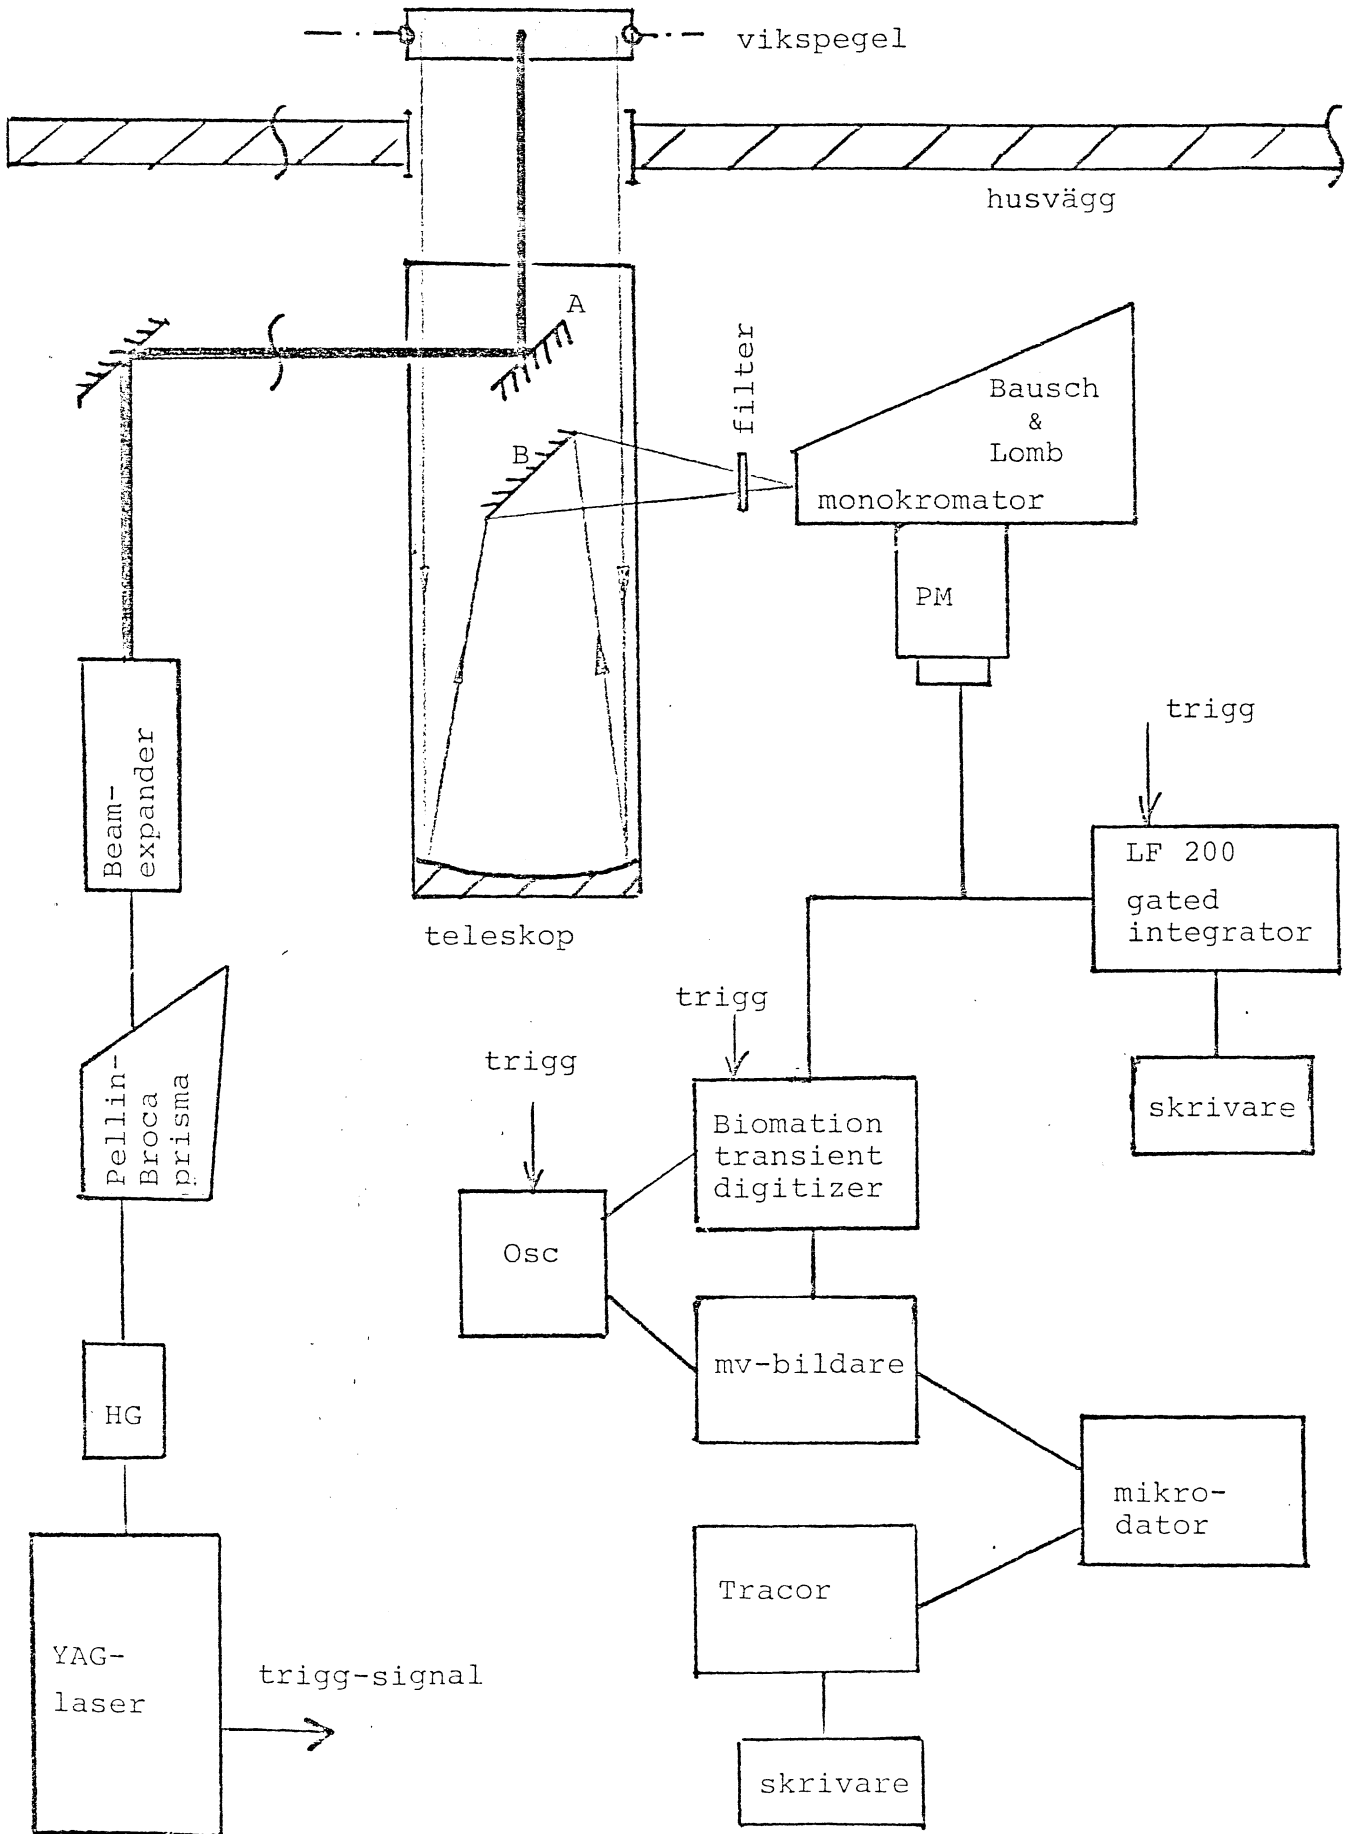 vikspegel
husvägg
A
B
filter
Bausch
&
Lomb
monokromator
PM
trigg
LF 200
gated
integrator
skrivare
teleskop
Beam-
expander
Pellin-
Broca
prisma
HG
YAG-
laser
trigg-signal
trigg
Osc
trigg
Biomation
transient
digitizer
mv-bildare
mikro-
dator
Tracor
skrivare